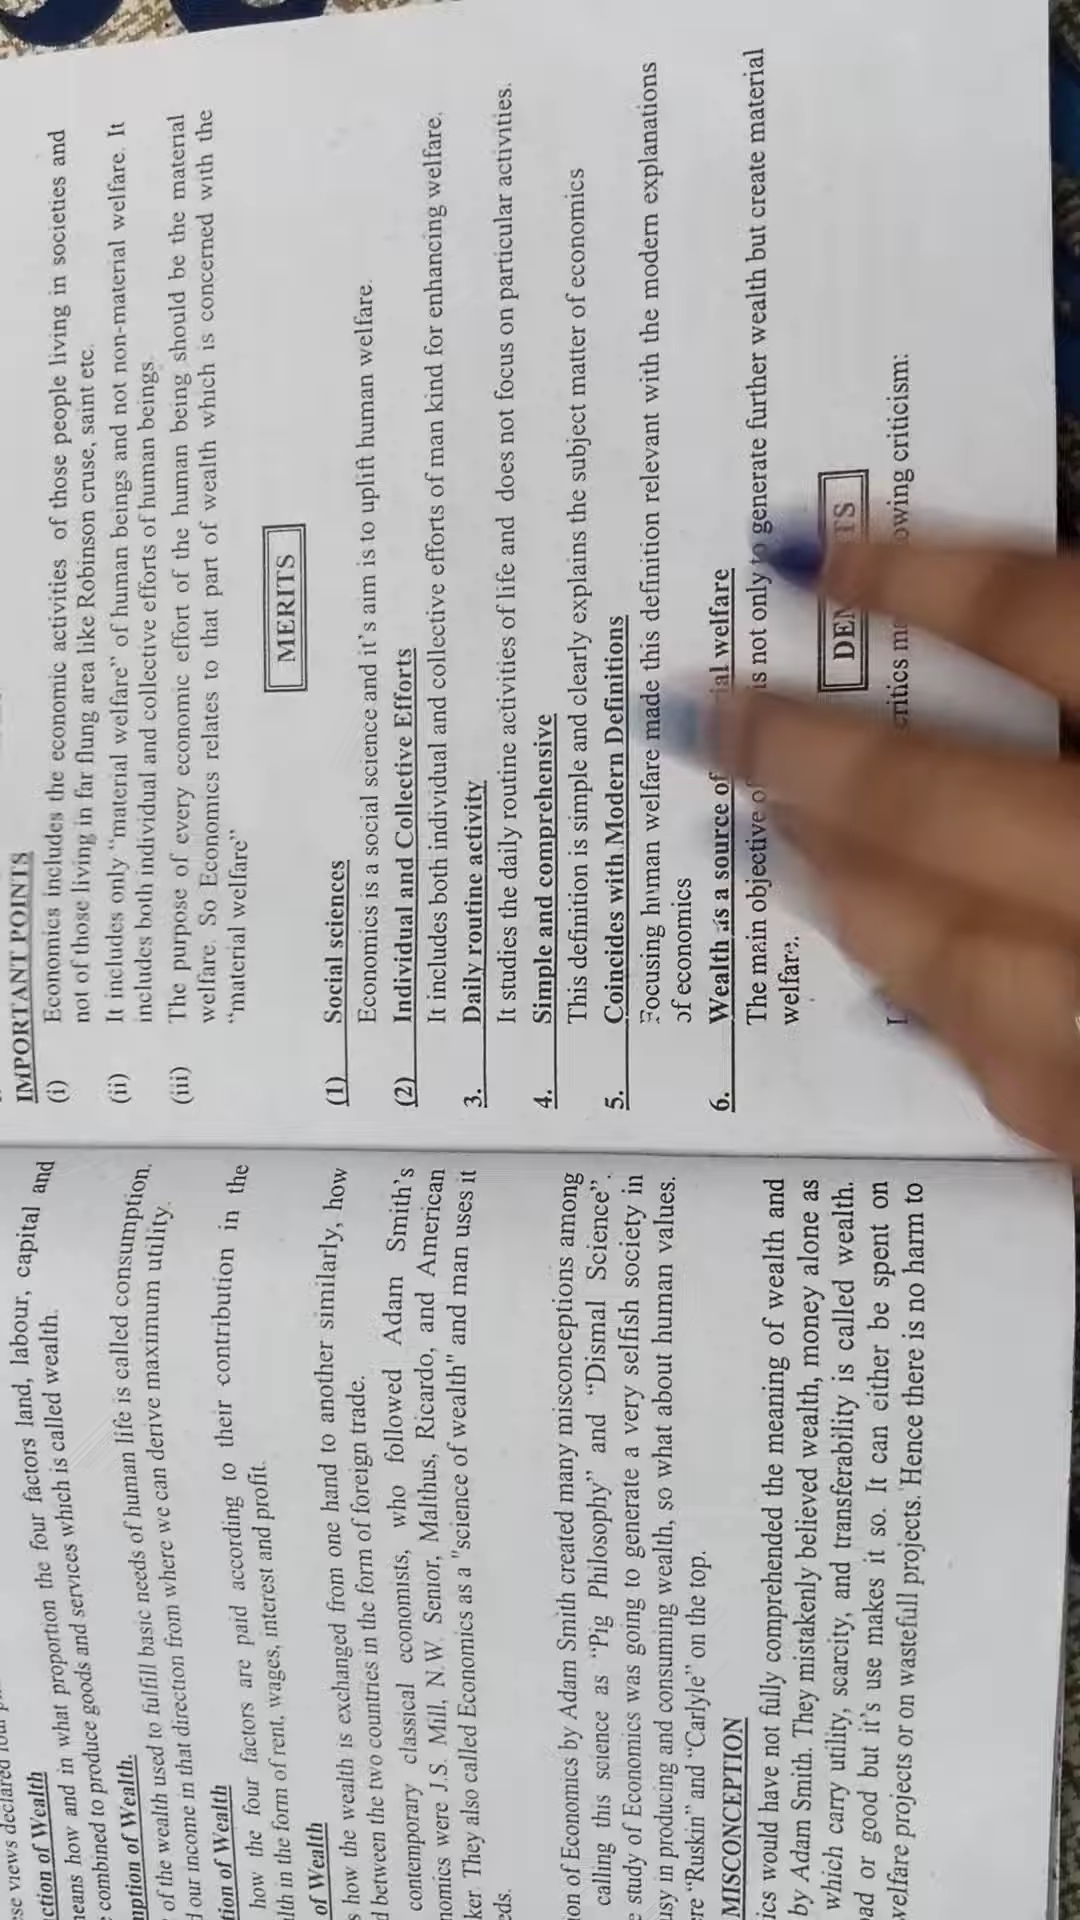 se views declared
ction of Wealth
neans how and in what proportion the four factors land, labour, capital and
combined to produce goods and services which is called wealth.
mption of Wealth.
of the wealth used to fulfill basic needs of human life is called consumption,
d our income in that direction from where we can derive maximum utility.
tion of Wealth
how the four factors are paid according to their contribution in the
lth in the form of rent, wages, interest and profit.
of Wealth
s how the wealth is exchanged from one hand to another similarly, how
d between the two countries in the form of foreign trade.
contemporary classical economists, who followed Adam Smith's
nomics were J.S. Mill, N.W. Senior, Malthus, Ricardo, and American
ker. They also called Economics as a "science of wealth" and man uses it
eds.
ion of Economics by Adam Smith created many misconceptions among
calling this science as "Pig Philosophy" and "Dismal Science".
e study of Economics was going to generate a very selfish society in
usy in producing and consuming wealth, so what about human values.
re "Ruskin" and "Carlyle" on the top.
MISCONCEPTION
ics would have not fully comprehended the meaning of wealth and
by Adam Smith. They mistakenly believed wealth, money alone as
which carry utility, scarcity, and transferability is called wealth.
ad or good but it's use makes it so. It can either be spent on
welfare projects or on wastefull projects. Hence there is no harm to
IMPORTANT POINTS
(i) Economics includes the economic activities of those people living in societies and
not of those living in far flung area like Robinson cruse, saint etc.
(ii) It includes only "material welfare" of human beings and not non-material welfare. It
includes both individual and collective efforts of human beings.
(iii) The purpose of every economic effort of the human being should be the material
welfare. So Economics relates to that part of wealth which is concerned with the
"material welfare"
MERITS
(1) Social sciences
Economics is a social science and it's aim is to uplift human welfare.
(2) Individual and Collective Efforts
It includes both individual and collective efforts of man kind for enhancing welfare.
3. Daily routine activity
It studies the daily routine activities of life and does not focus on particular activities.
4. Simple and comprehensive
This definition is simple and clearly explains the subject matter of economics
5. Coincides with Modern Definitions
Focusing human welfare made this definition relevant with the modern explanations
of economics
6. Wealth as a source of ial welfare
The main objective of is not only to generate further wealth but create material
welfare.
DEM TS
critics owing criticism: